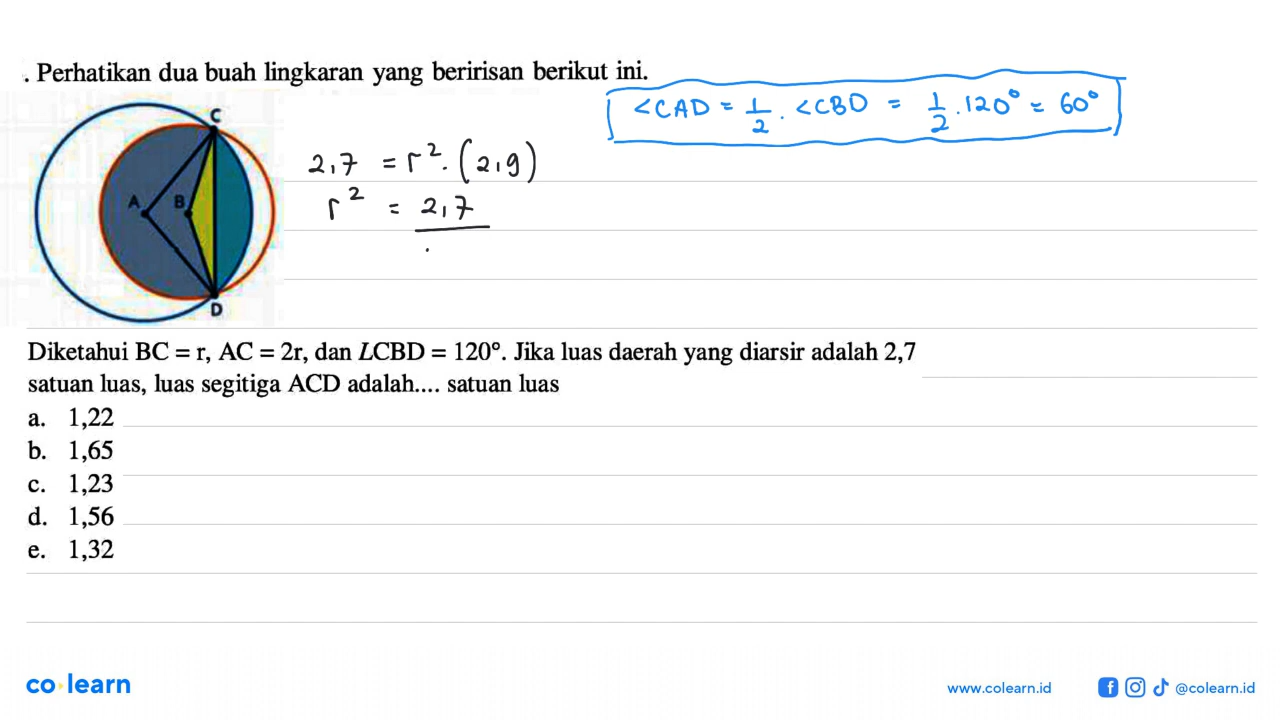 . Perhatikan dua buah lingkaran yang beririsan berikut ini.
∠CAD = 1/2 . ∠CBD = 1/2 . 120° = 60°
C
A
B
D
2,7 = r². (2,9)
r² = 2,7
Diketahui BC = r, AC = 2r, dan ∠CBD = 120°. Jika luas daerah yang diarsir adalah 2,7
satuan luas, luas segitiga ACD adalah.... satuan luas
a. 1,22
b. 1,65
c. 1,23
d. 1,56
e. 1,32
co learn
www.colearn.id
@colearn.id